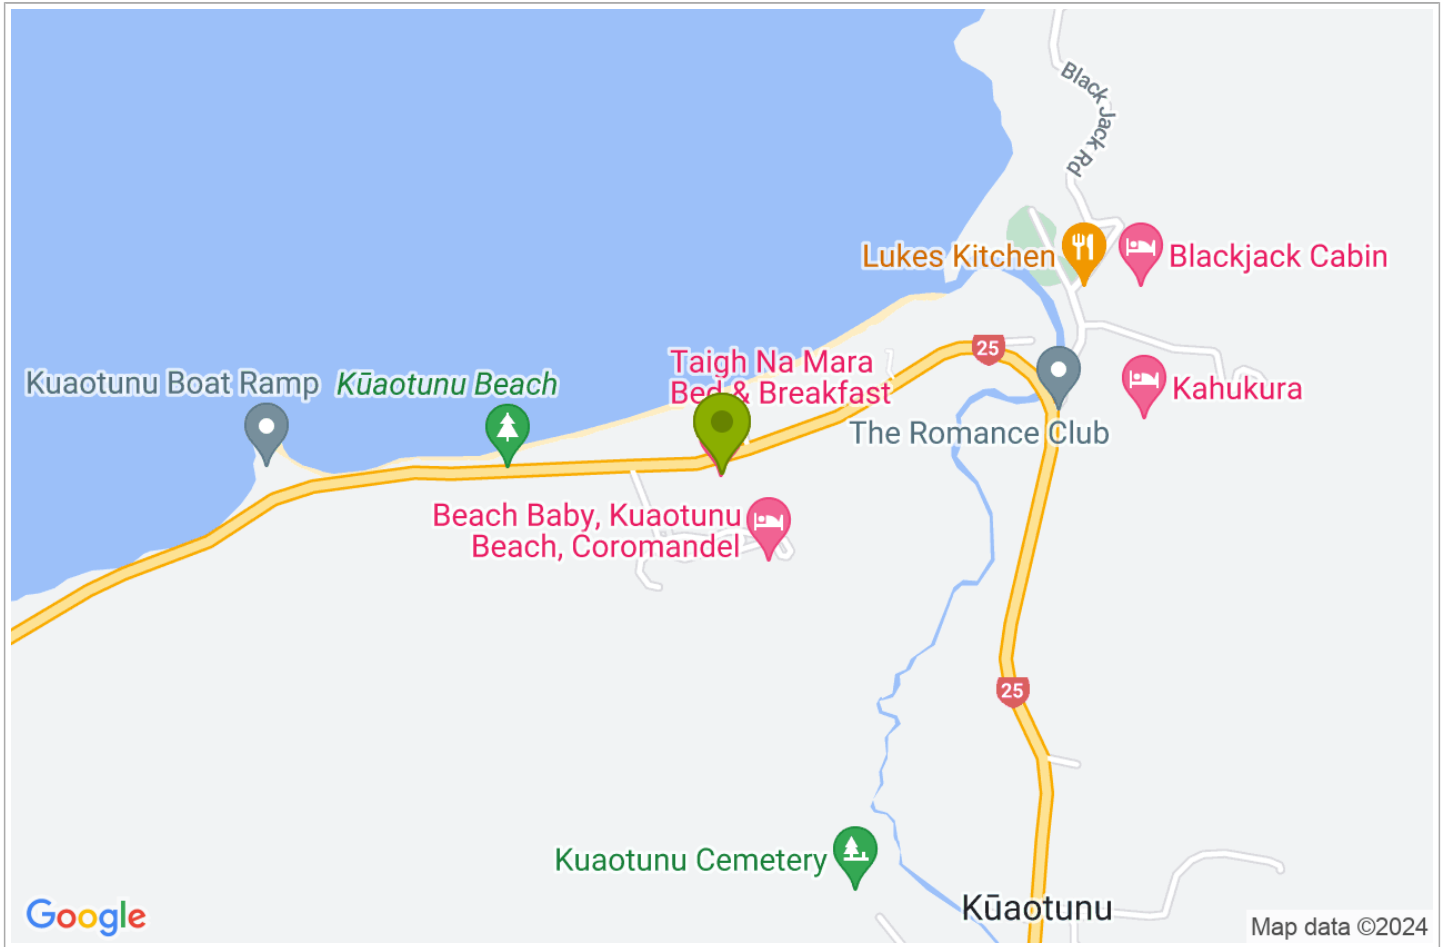 Black Jack Rd
Lukes Kitchen
Blackjack Cabin
25
Taigh Na Mara
Bed & Breakfast
Kuaotunu Boat Ramp
Kūaotunu Beach
Kahukura
The Romance Club
Beach Baby, Kuaotunu
Beach, Coromandel
25
Kuaotunu Cemetery
Kūaotunu
Google
Map data ©2024